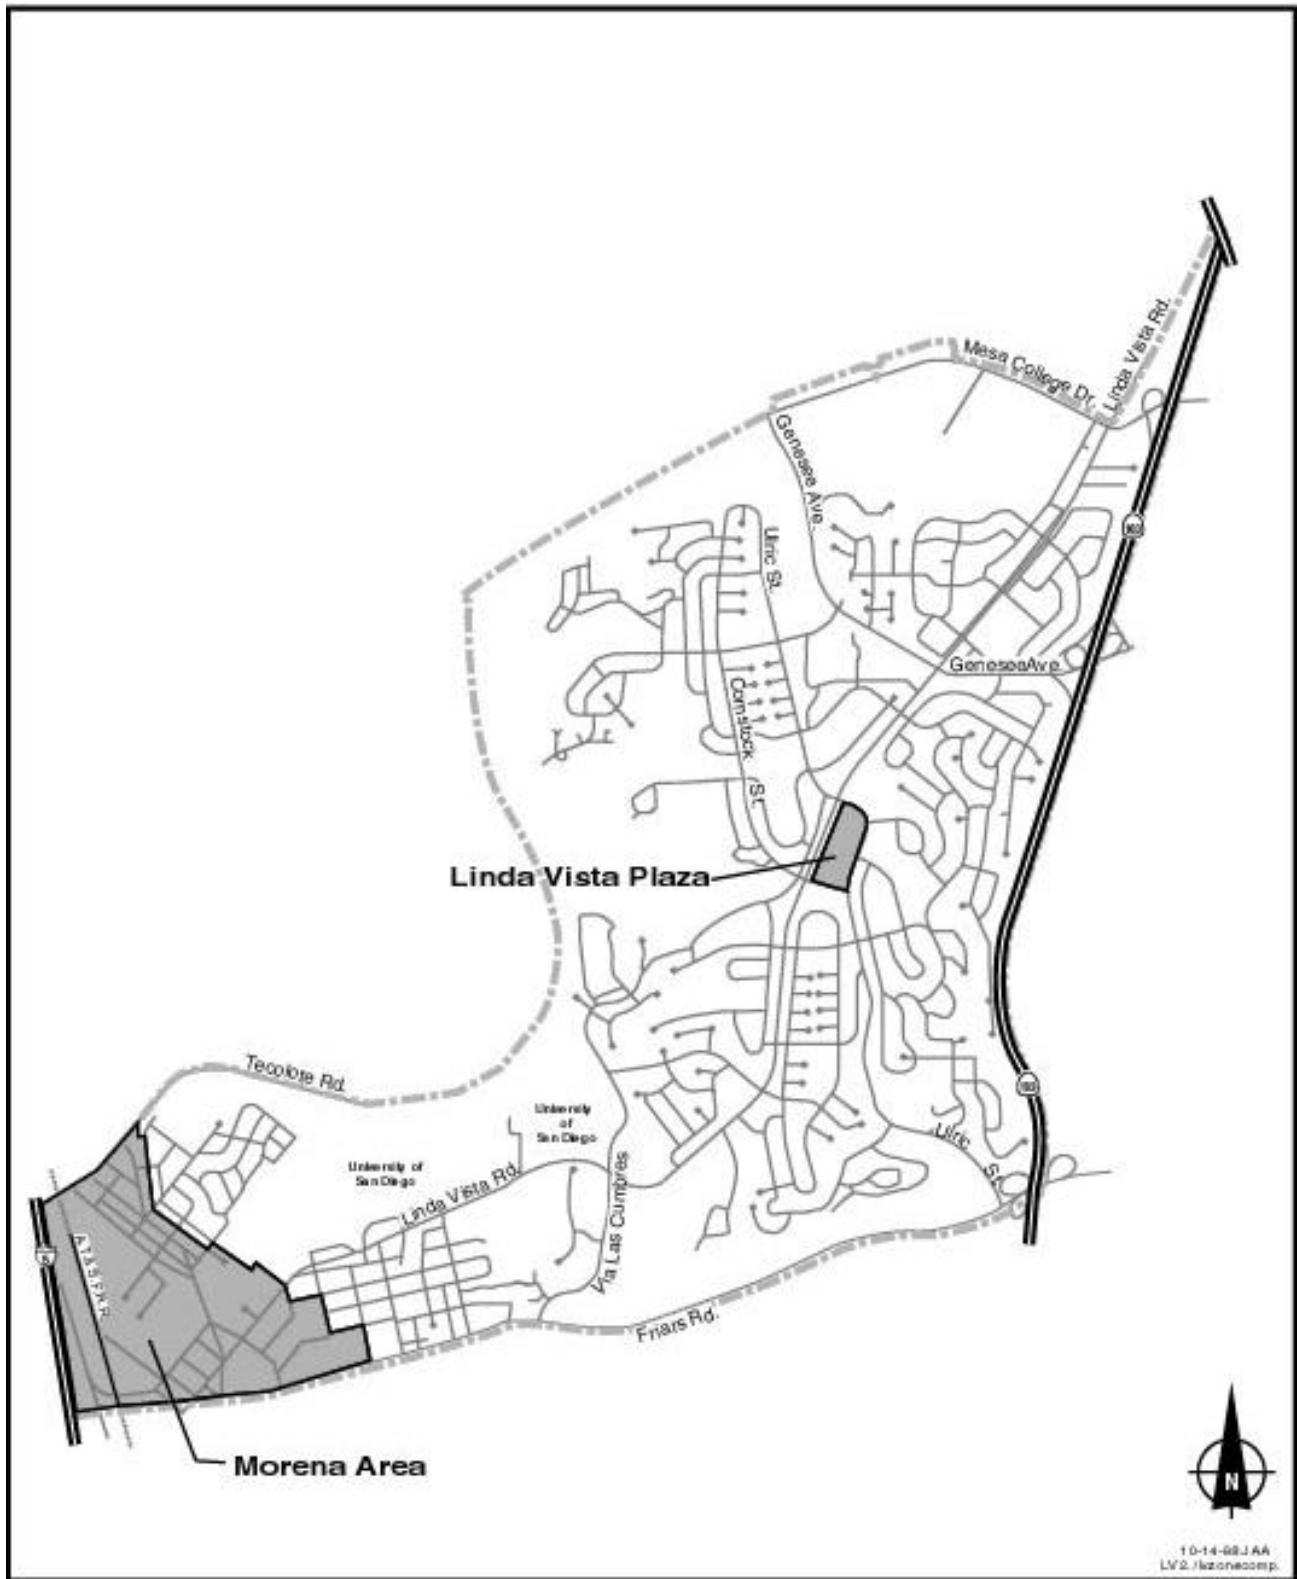 Linda Vista Rd.
Mesa College Dr.
Genesee Ave.
Ulric St.
Genesee Ave.
Comstock St.
Linda Vista Plaza
Tecolote Rd.
University
of
San Diego
University of
San Diego
Ulric St.
Linda Vista Rd.
Via Las Cumbres
5
A.T.& S.F.R.R.
Friars Rd.
Morena Area
N